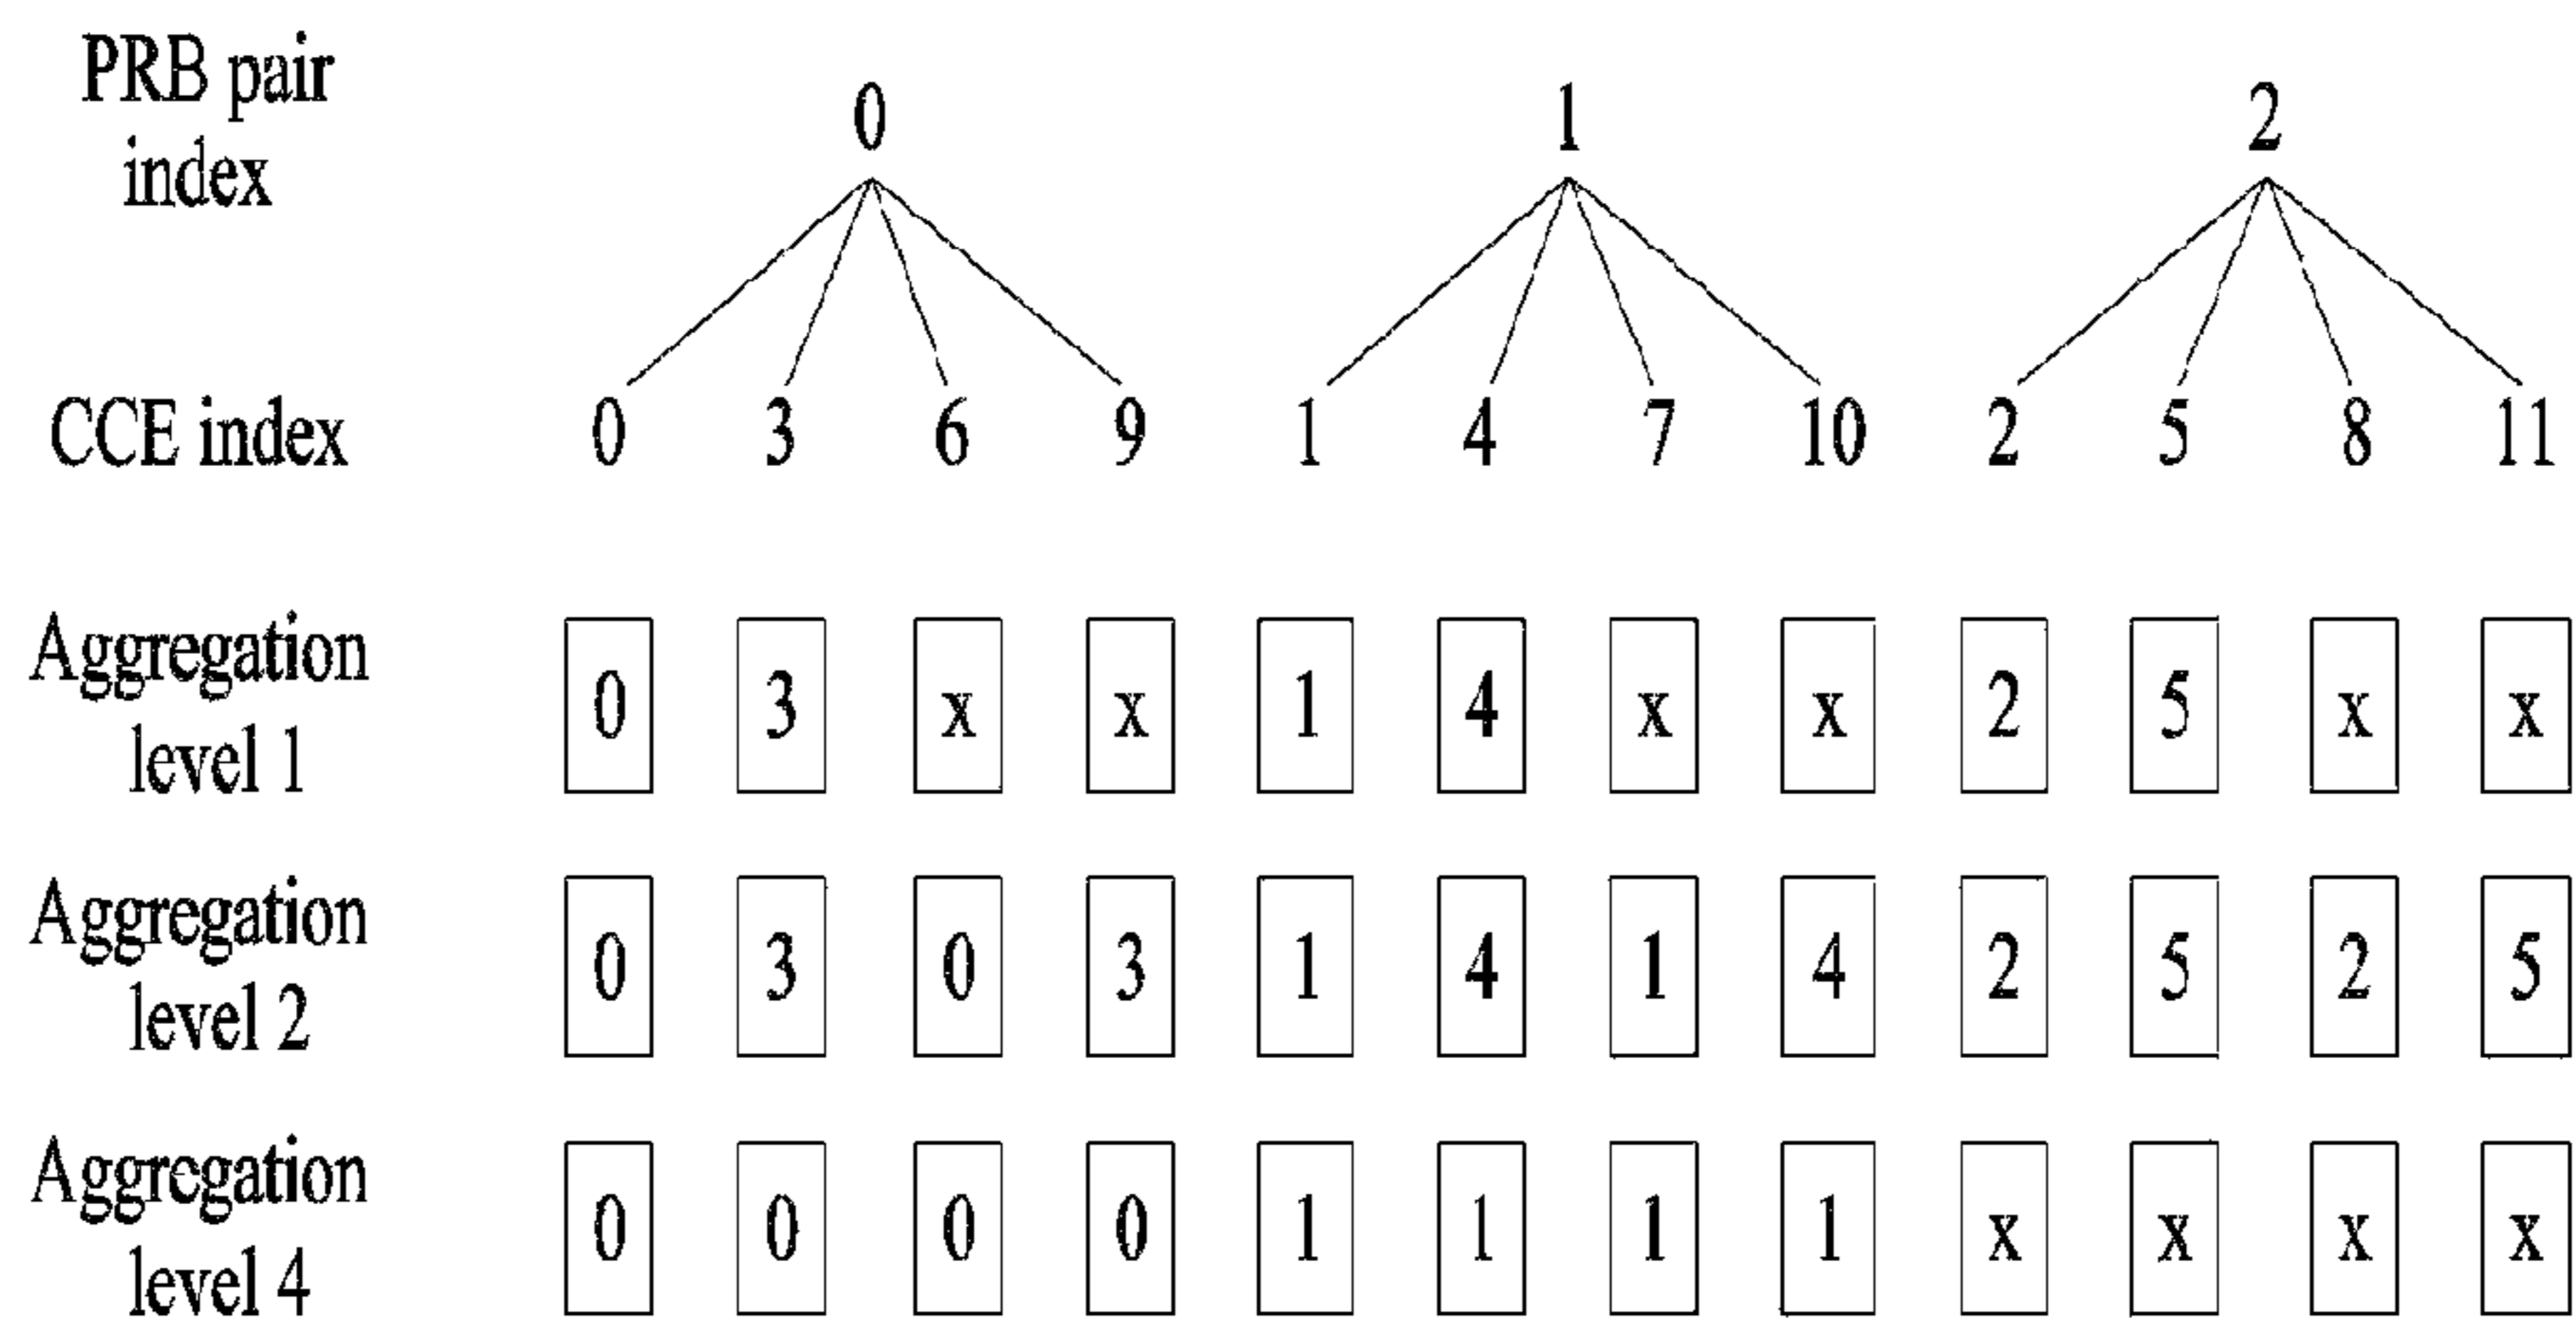 PRB pair
index
0 1 2
CCE index 0 3 6 9 1 4 7 10 2 5 8 11
Aggregation
level 1
0 3 x x 1 4 x x 2 5 x x
Aggregation
level 2
0 3 0 3 1 4 1 4 2 5 2 5
Aggregation
level 4
0 0 0 0 1 1 1 1 x x x x